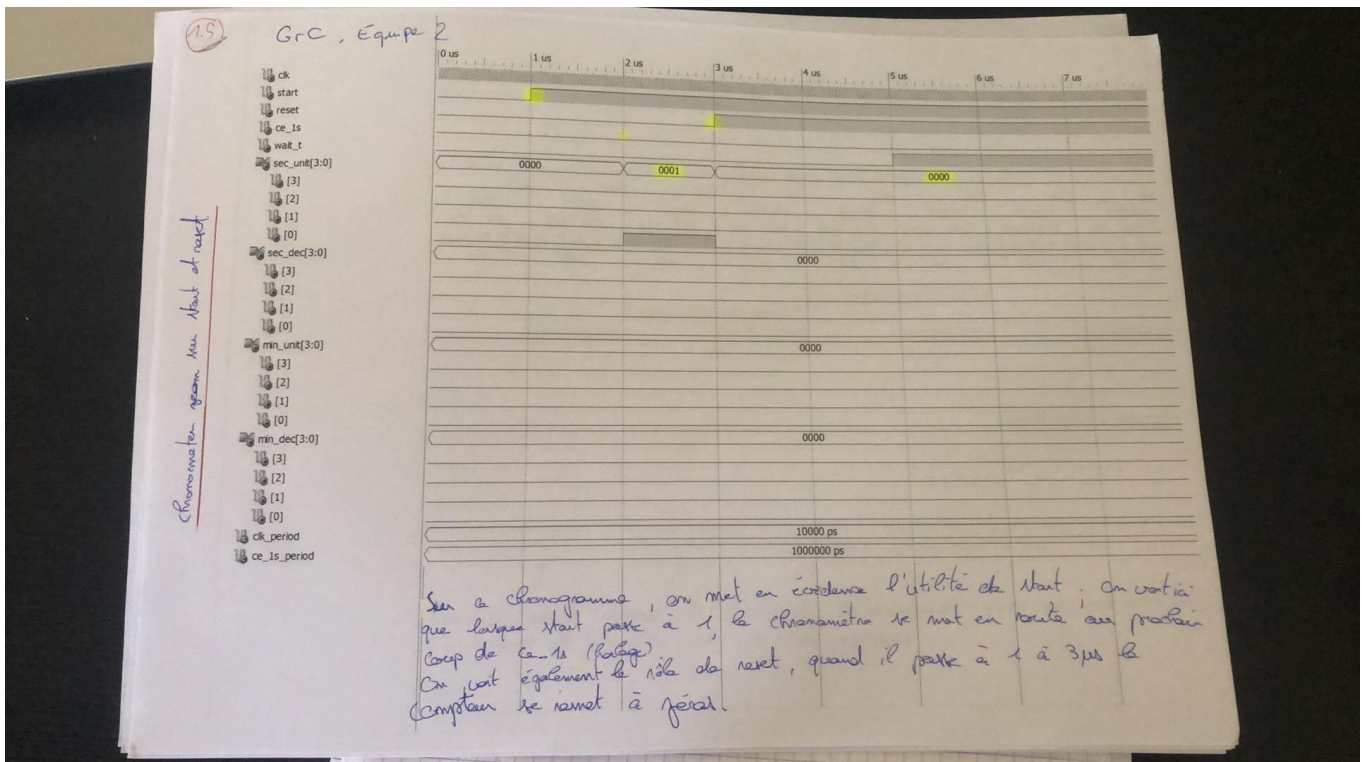 1.5
GrC, Equipe 2
0 us 1 us 2 us 3 us 4 us 5 us 6 us 7 us
clk
start
reset
ce_1s
wait_t
sec_unit[3:0] 0000 0001 0000
[3]
[2]
[1]
[0]
sec_dec[3:0] 0000
[3]
[2]
[1]
[0]
min_unit[3:0] 0000
[3]
[2]
[1]
[0]
min_dec[3:0] 0000
[3]
[2]
[1]
[0]
clk_period 10000 ps
ce_1s_period 1000000 ps
zoom sur start et reset
Sur ce chronogramme, on met en évidence l'utilité de start. On voit ici
que lorsque start passe à 1, le chronomètre se met en route au prochain
coup de ce_1s (horloge).
On voit également le rôle de reset, quand il passe à 1 à 3 µs le
compteur se remet à zéros.